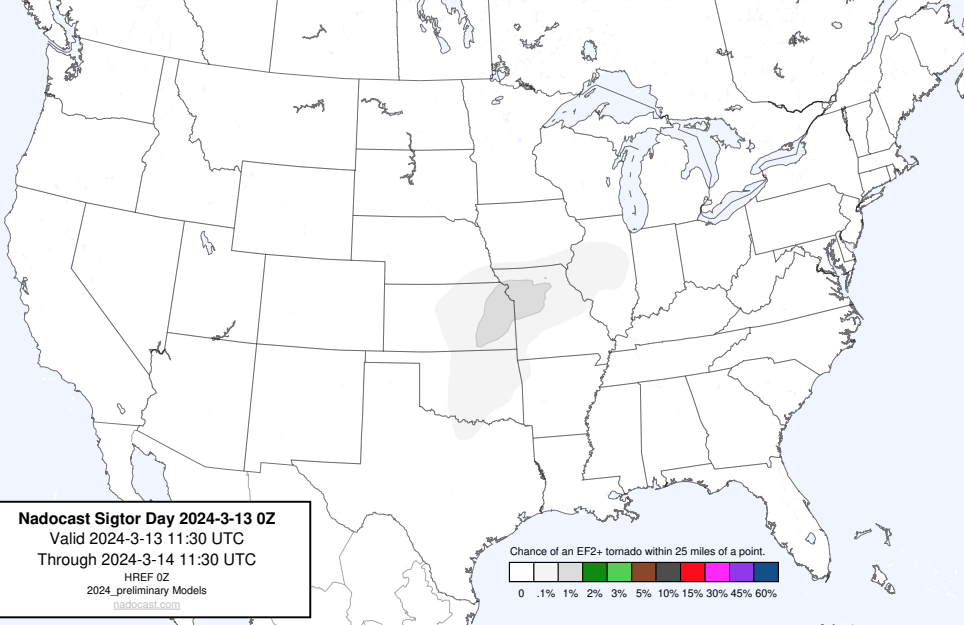 Nadocast Sigtor Day 2024-3-13 0Z
Valid 2024-3-13 11:30 UTC
Through 2024-3-14 11:30 UTC
HREF 0Z
2024_preliminary Models
nadocast.com
Chance of an EF2+ tornado within 25 miles of a point.
0 .1% 1% 2% 3% 5% 10% 15% 30% 45% 60%